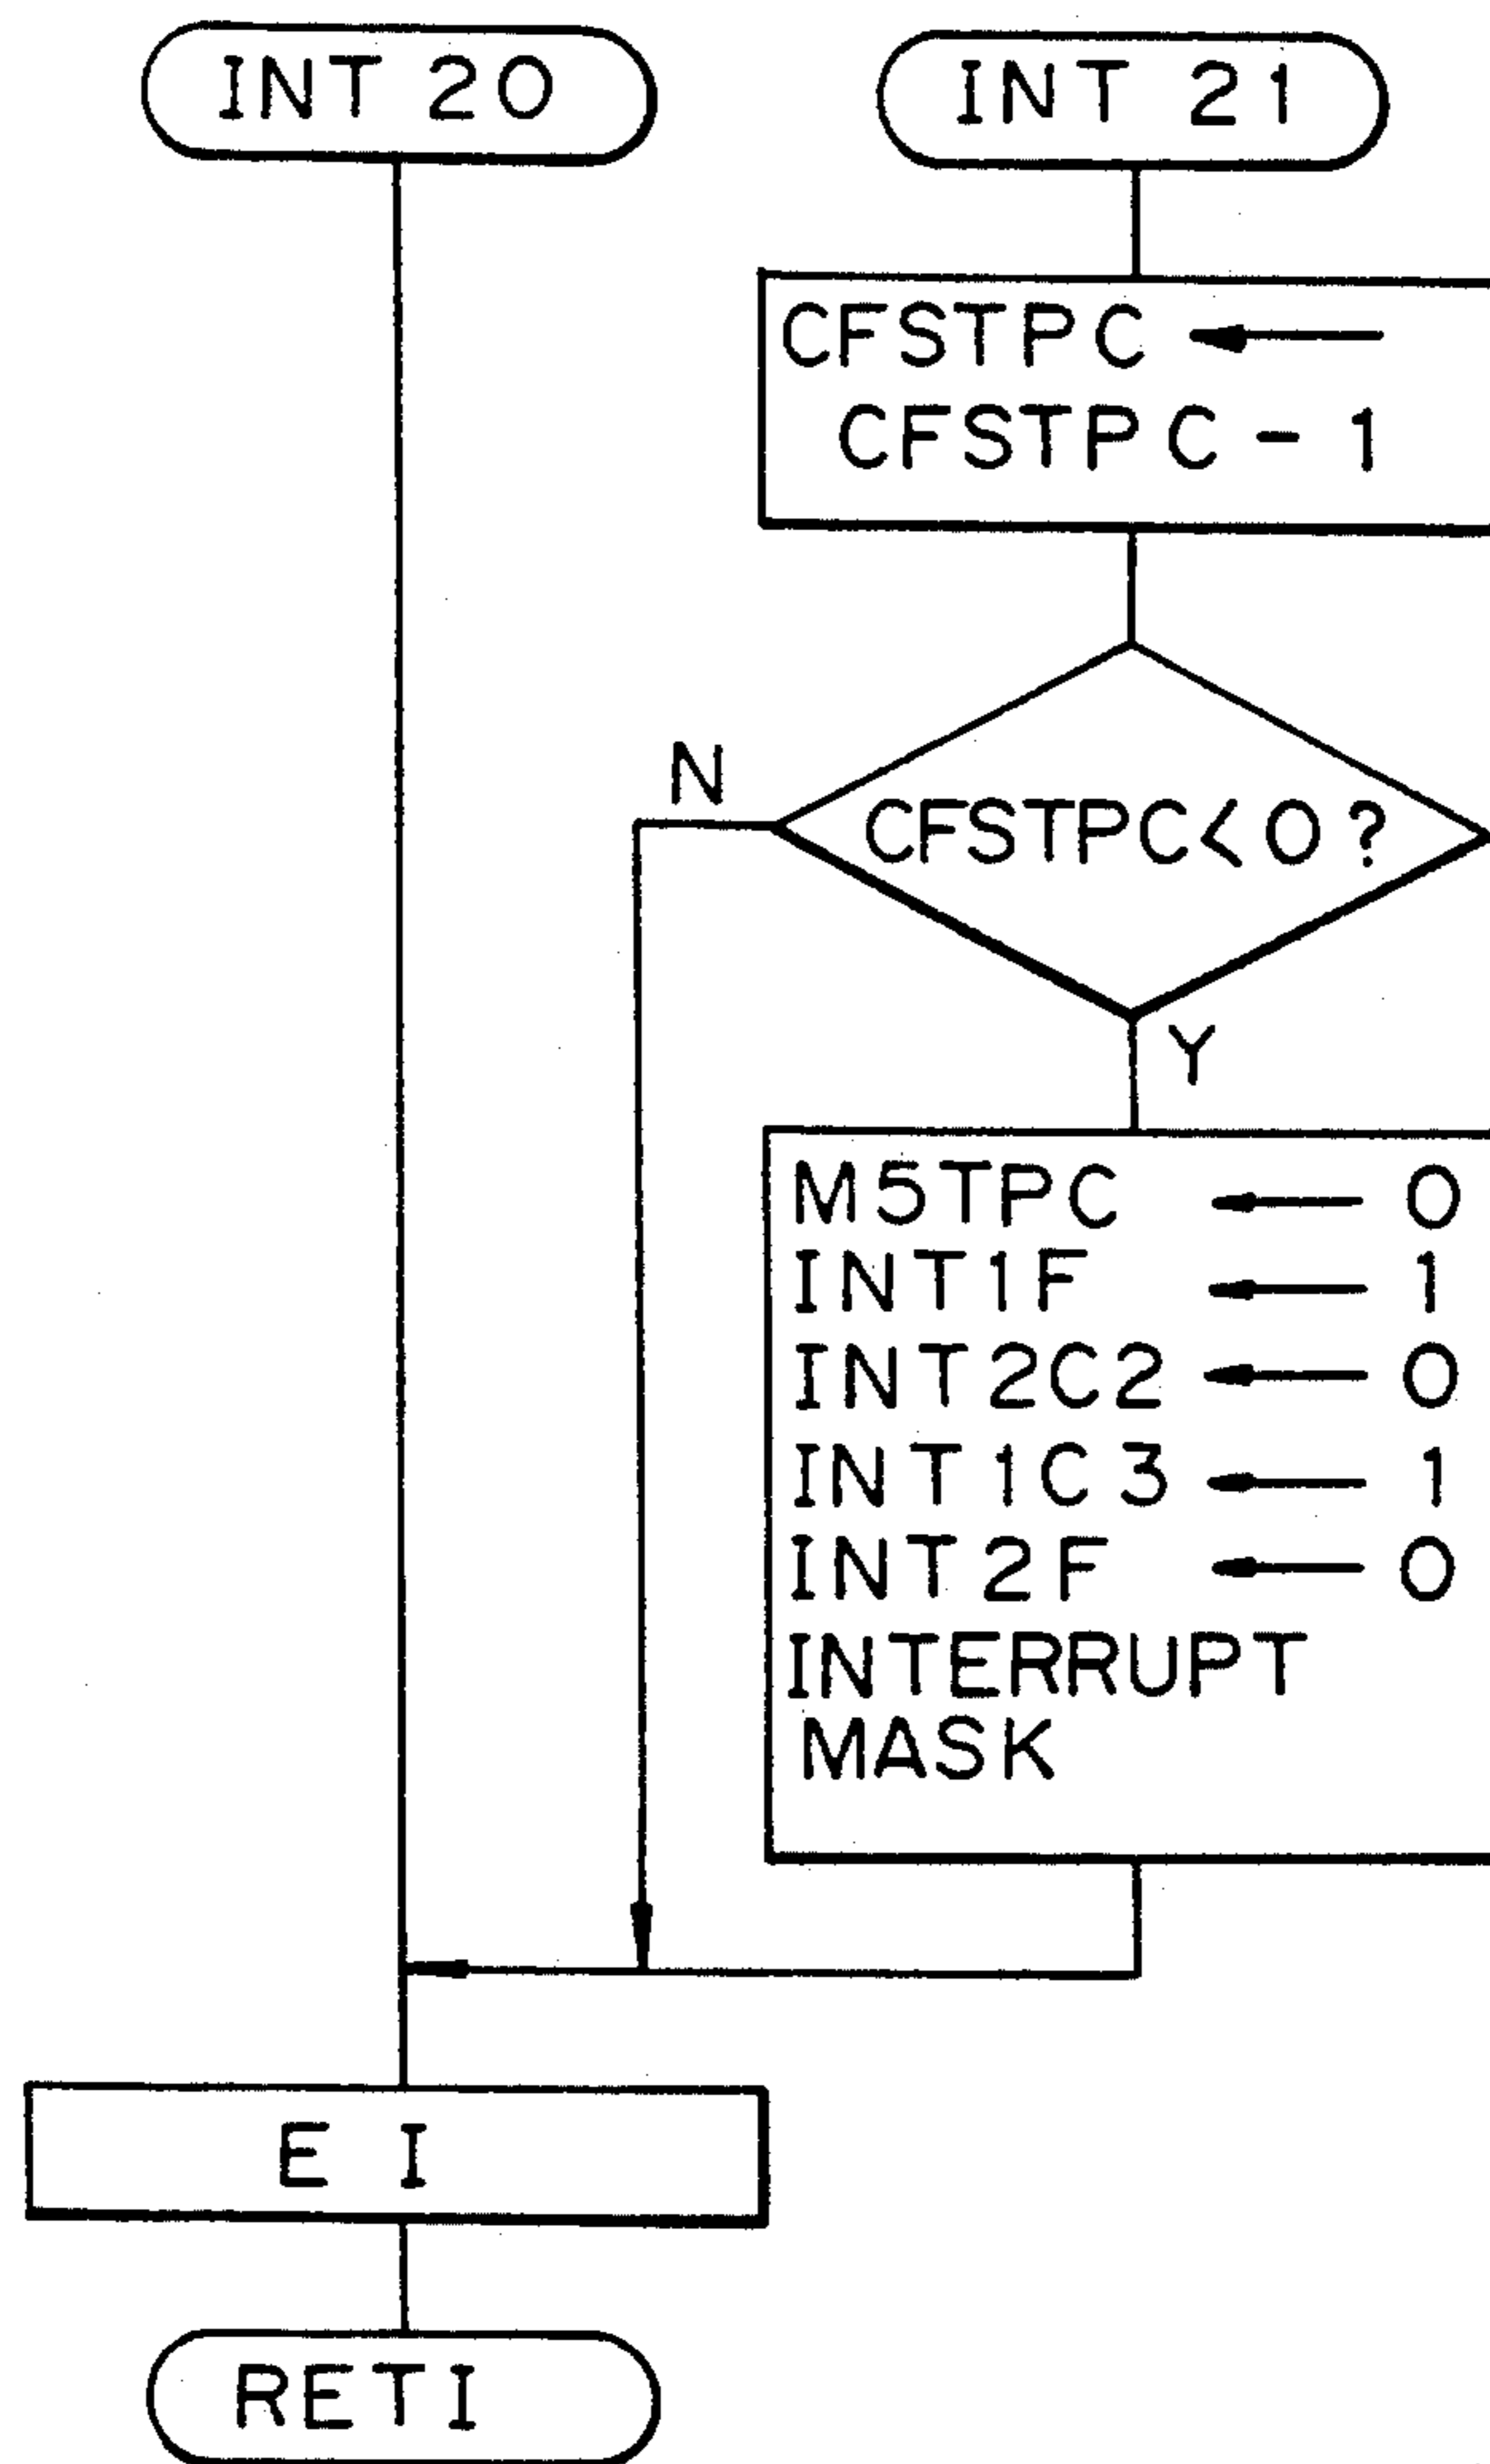 INT 20
INT 21
CFSTPC ←
CFSTPC - 1
N
CFSTPC<0?
Y
M5TPC ← 0
INT1F ← 1
INT2C2 ← 0
INT1C3 ← 1
INT2F ← 0
INTERRUPT
MASK
EI
RETI